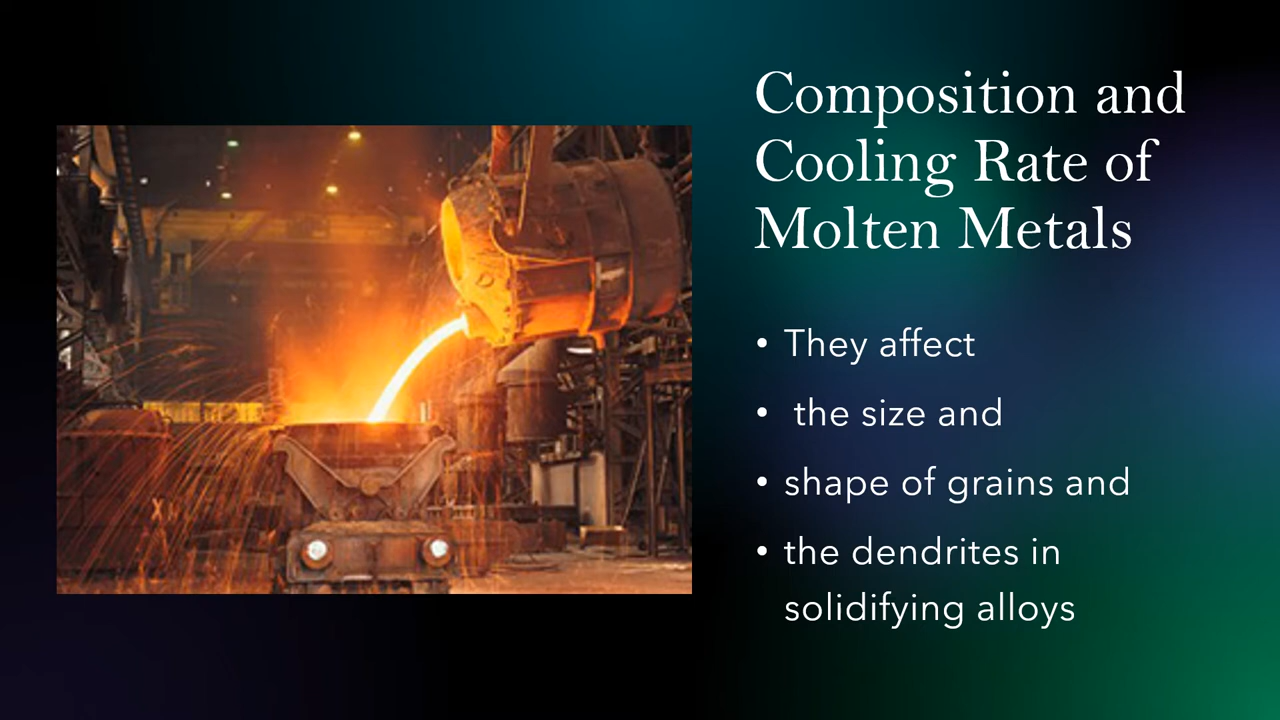 Composition and
Cooling Rate of
Molten Metals
• They affect
• the size and
• shape of grains and
• the dendrites in
solidifying alloys